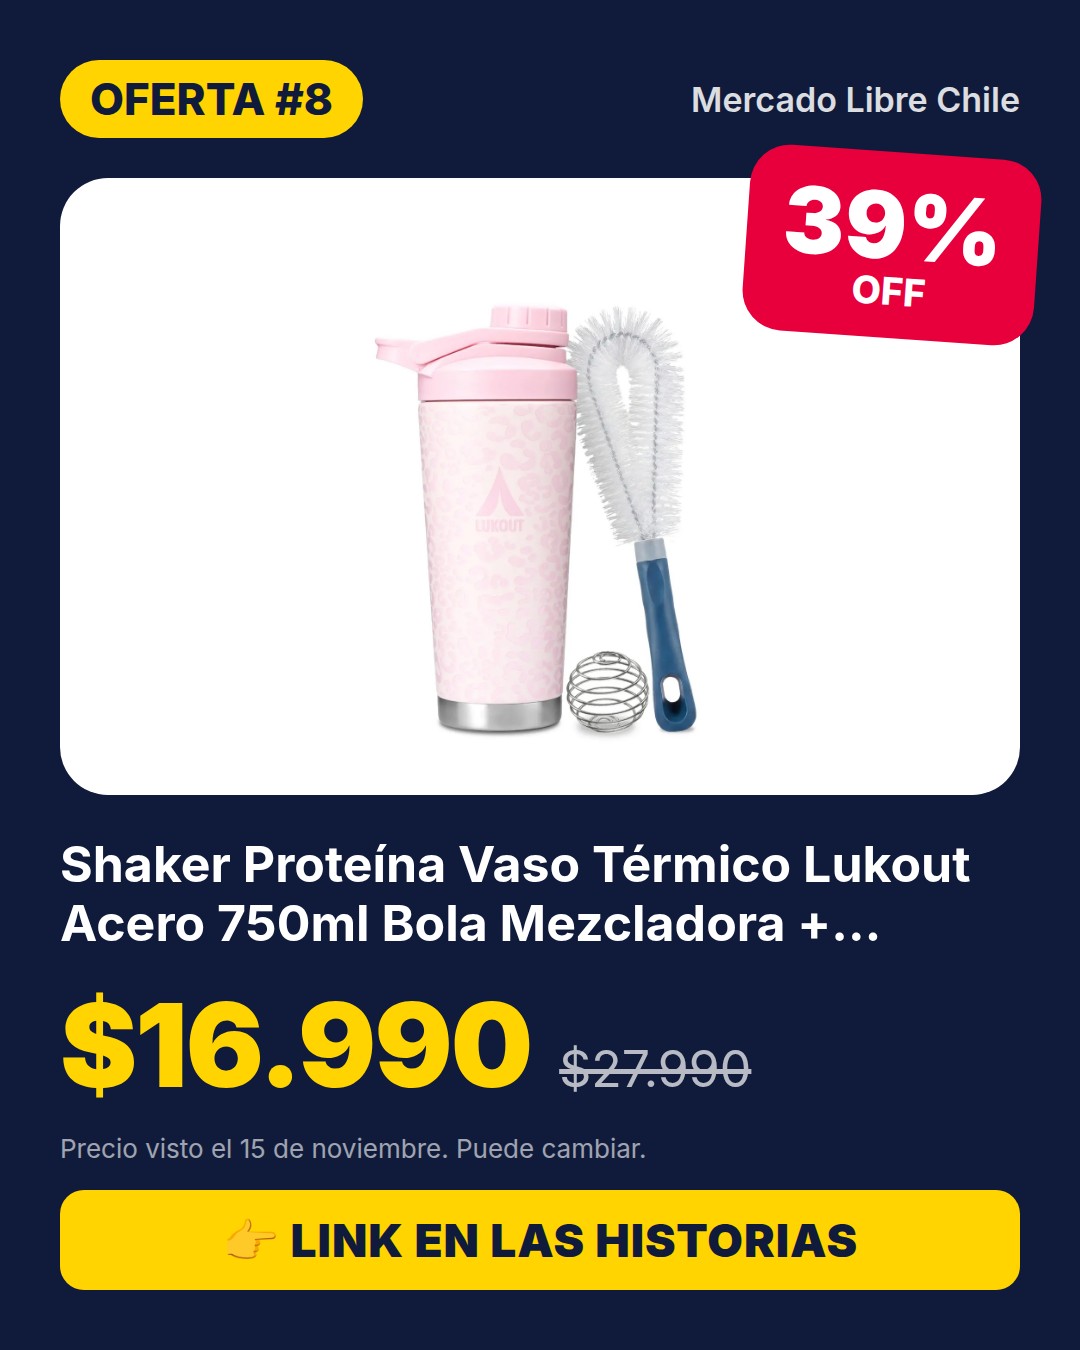 OFERTA #8
Mercado Libre Chile
39%
OFF
LUKOUT
Shaker Proteína Vaso Térmico Lukout
Acero 750ml Bola Mezcladora +...
$16.990 $27.990
Precio visto el 15 de noviembre. Puede cambiar.
👉 LINK EN LAS HISTORIAS